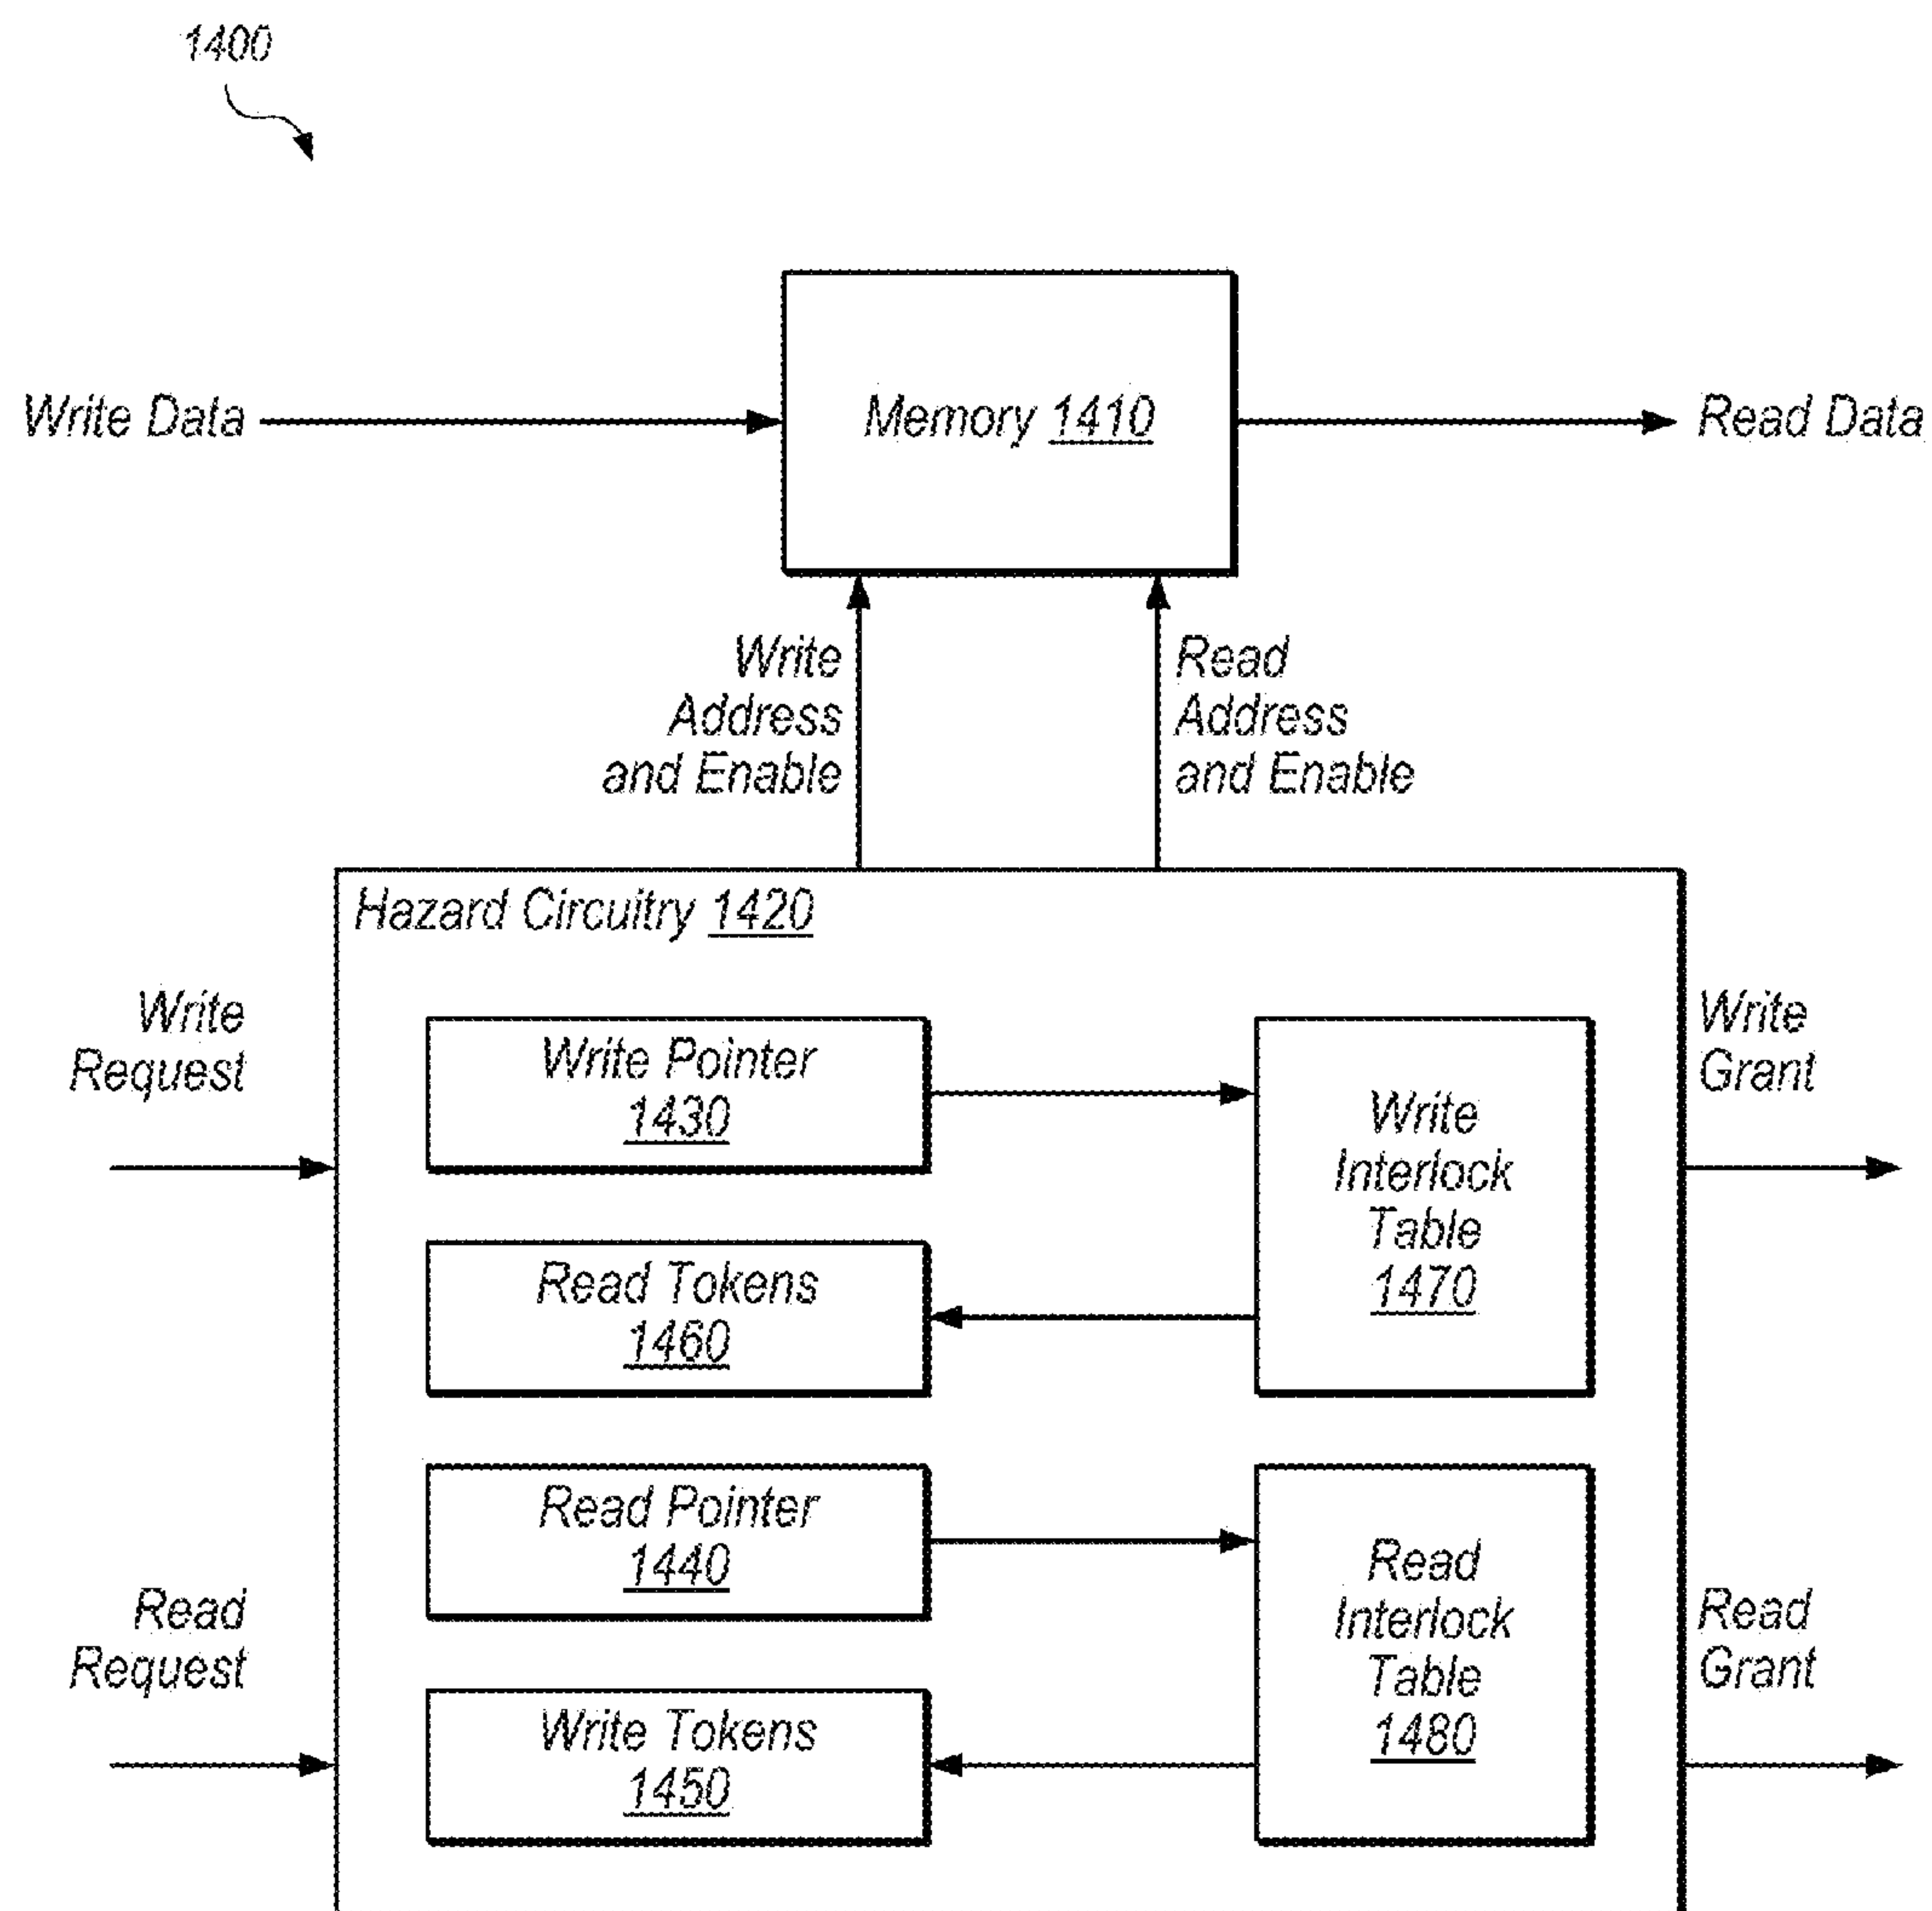 1400
Write Data
Memory 1410
Read Data
Write
Address
and Enable
Read
Address
and Enable
Hazard Circuitry 1420
Write
Request
Write Pointer
1430
Write
Interlock
Table
1470
Write
Grant
Read Tokens
1460
Read Pointer
1440
Read
Interlock
Table
1480
Read
Request
Read
Grant
Write Tokens
1450